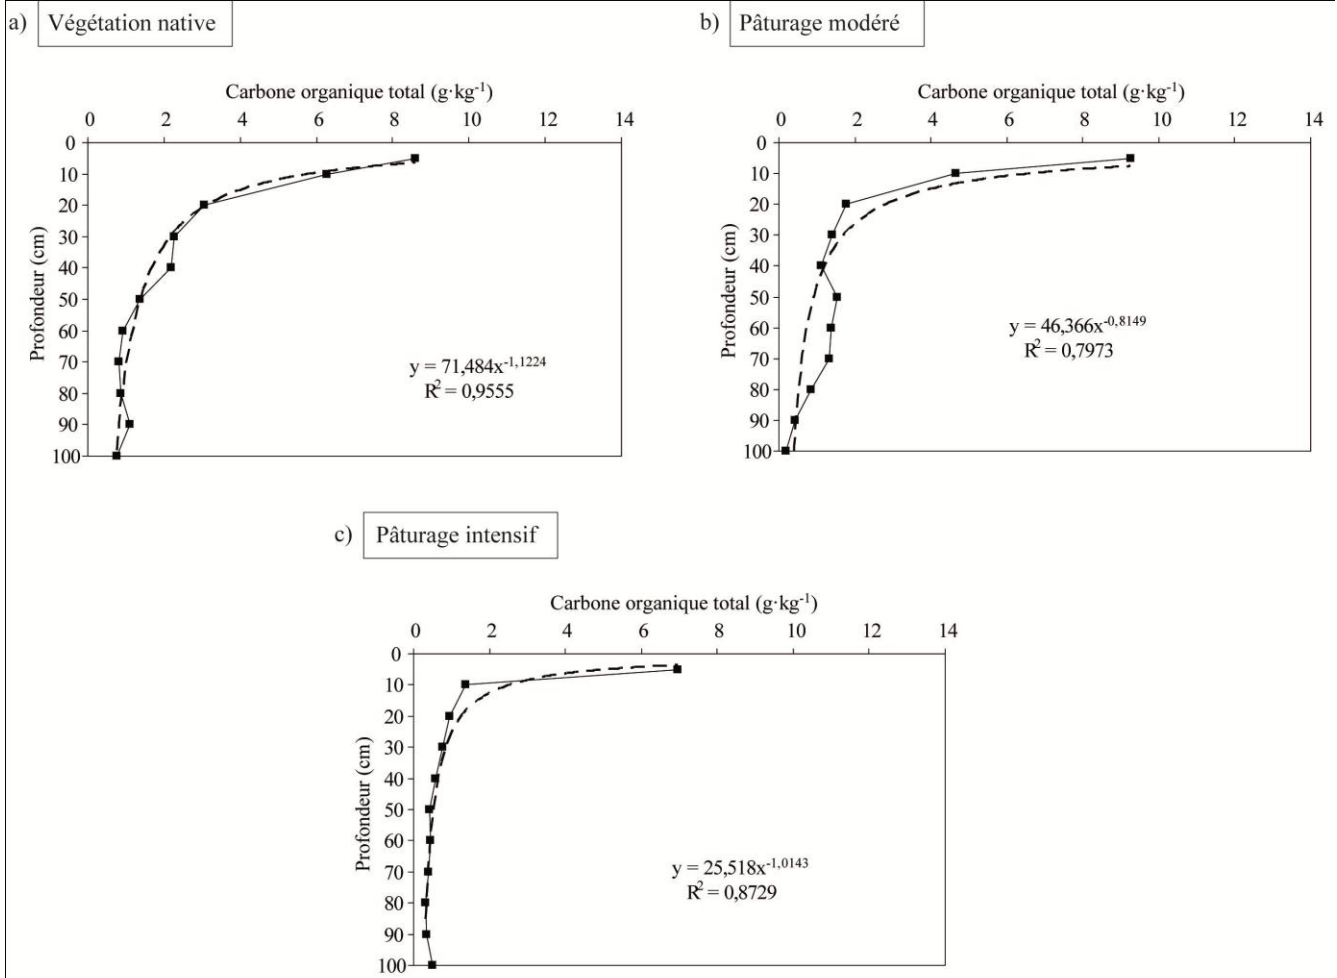 a) Végétation native
Carbone organique total (g·kg-1)
0 2 4 6 8 10 12 14
Profondeur (cm)
0
10
20
30
40
50
60
70
80
90
100
y = 71,484x-1,1224
R2 = 0,9555
b) Pâturage modéré
Carbone organique total (g·kg-1)
0 2 4 6 8 10 12 14
Profondeur (cm)
0
10
20
30
40
50
60
70
80
90
100
y = 46,366x-0,8149
R2 = 0,7973
c) Pâturage intensif
Carbone organique total (g·kg-1)
0 2 4 6 8 10 12 14
Profondeur (cm)
0
10
20
30
40
50
60
70
80
90
100
y = 25,518x-1,0143
R2 = 0,8729